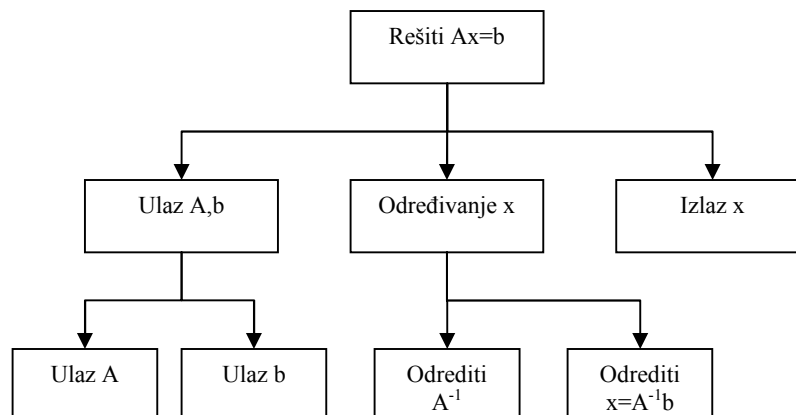 Rešiti Ax=b
Ulaz A,b
Određivanje x
Izlaz x
Ulaz A
Ulaz b
Odrediti
A⁻¹
Odrediti
x=A⁻¹b